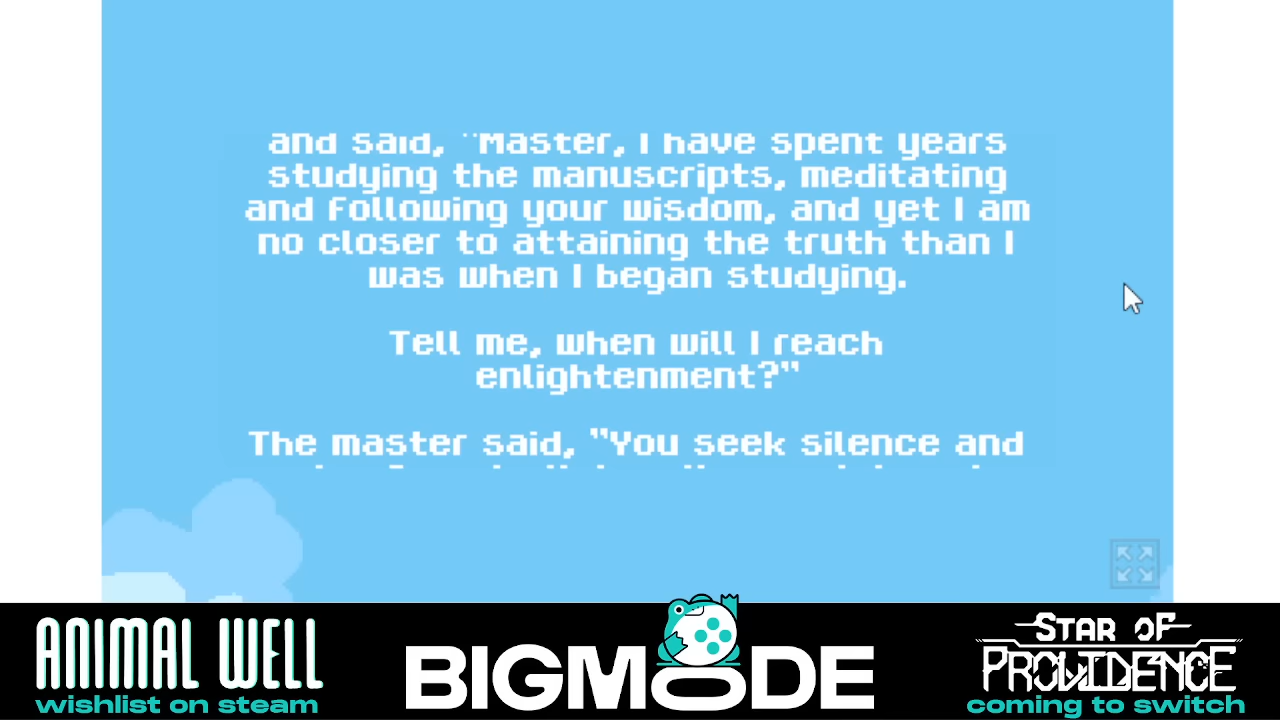 and said, "Master, I have spent years
studying the manuscripts, meditating
and following your wisdom, and yet I am
no closer to attaining the truth than I
was when I began studying.
Tell me, when will I reach
enlightenment?"
The master said, "You seek silence and
ANIMAL WELL
wishlist on steam
BIGMODE
STAR OF
PROVIDENCE
coming to switch